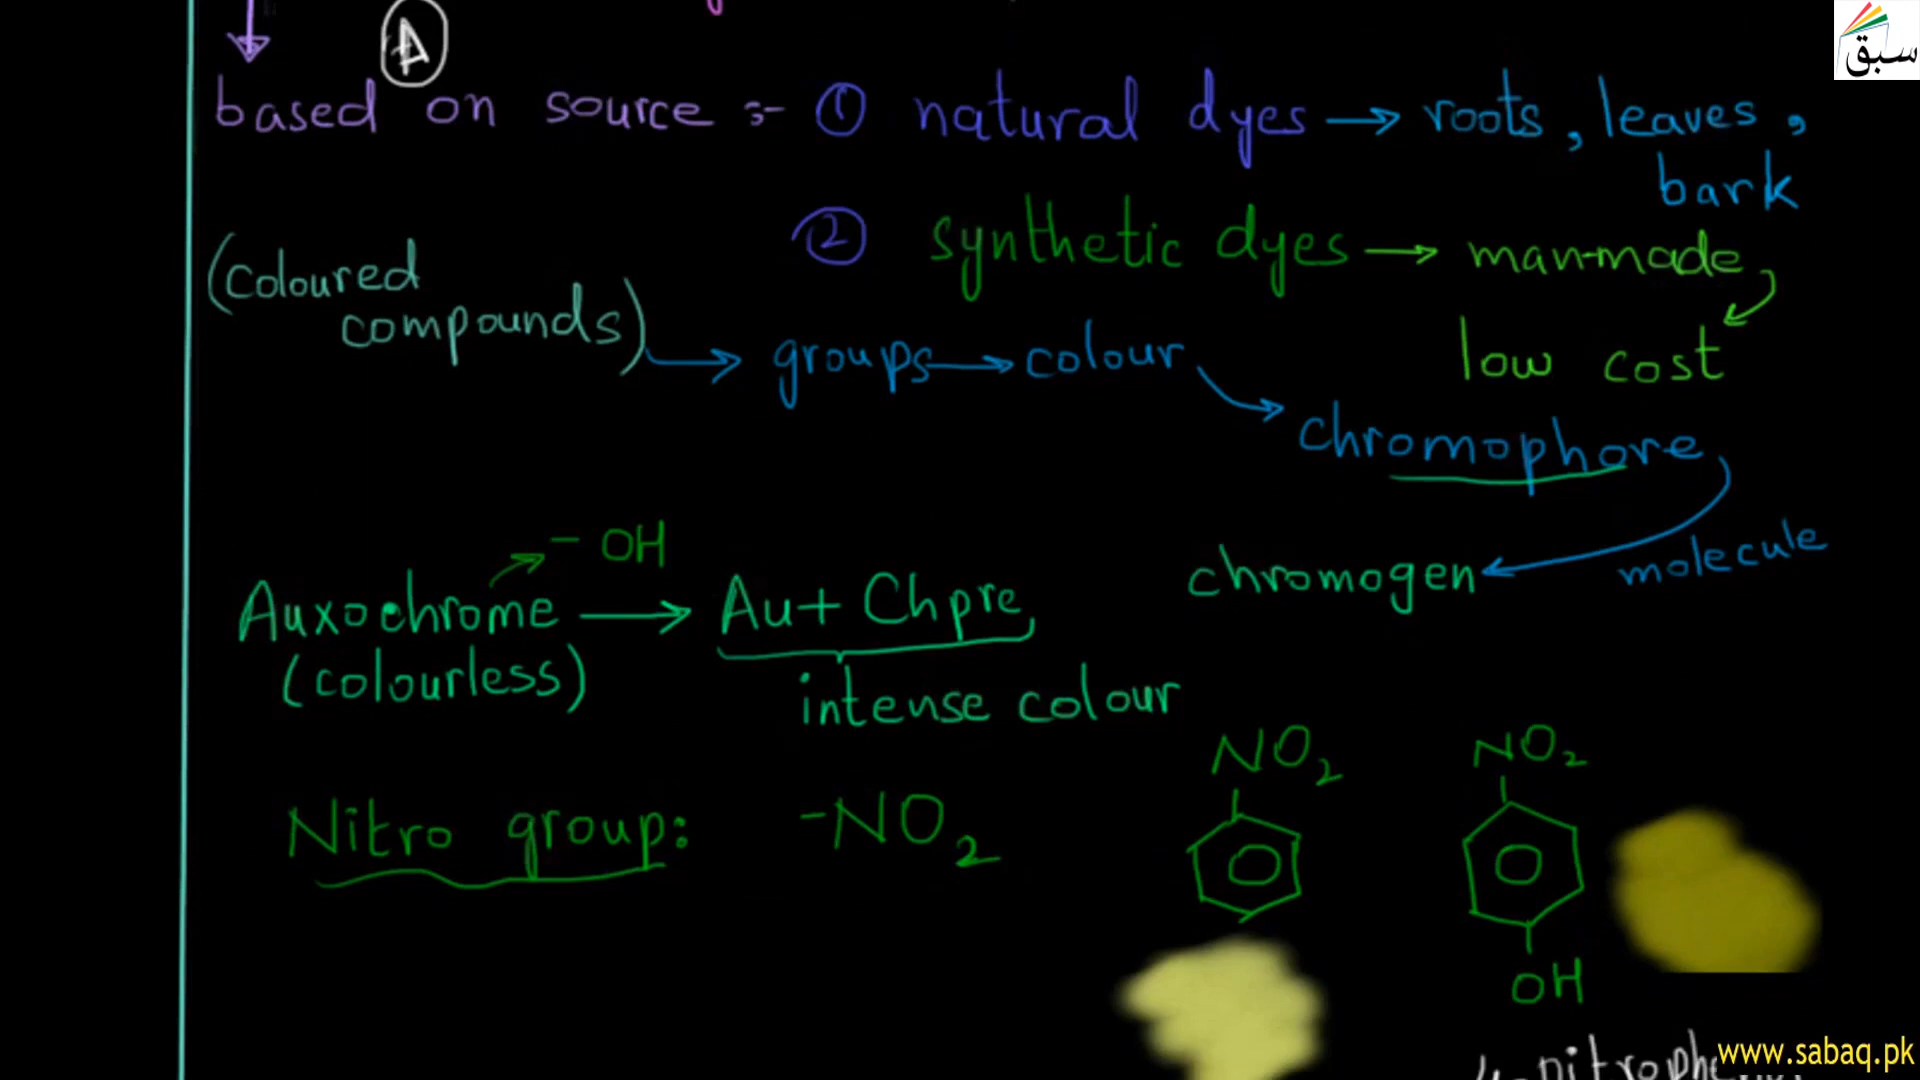 A
سبق
based on source :- ① natural dyes → roots, leaves,
bark
② synthetic dyes → man-made
low cost
(coloured
compounds) → groups → colour
chromophore
molecule
chromogen
- OH
Auxochrome → Au + Chpre
(colourless)
intense colour
Nitro group: -NO₂
NO₂
NO₂
OH
www.sabaq.pk